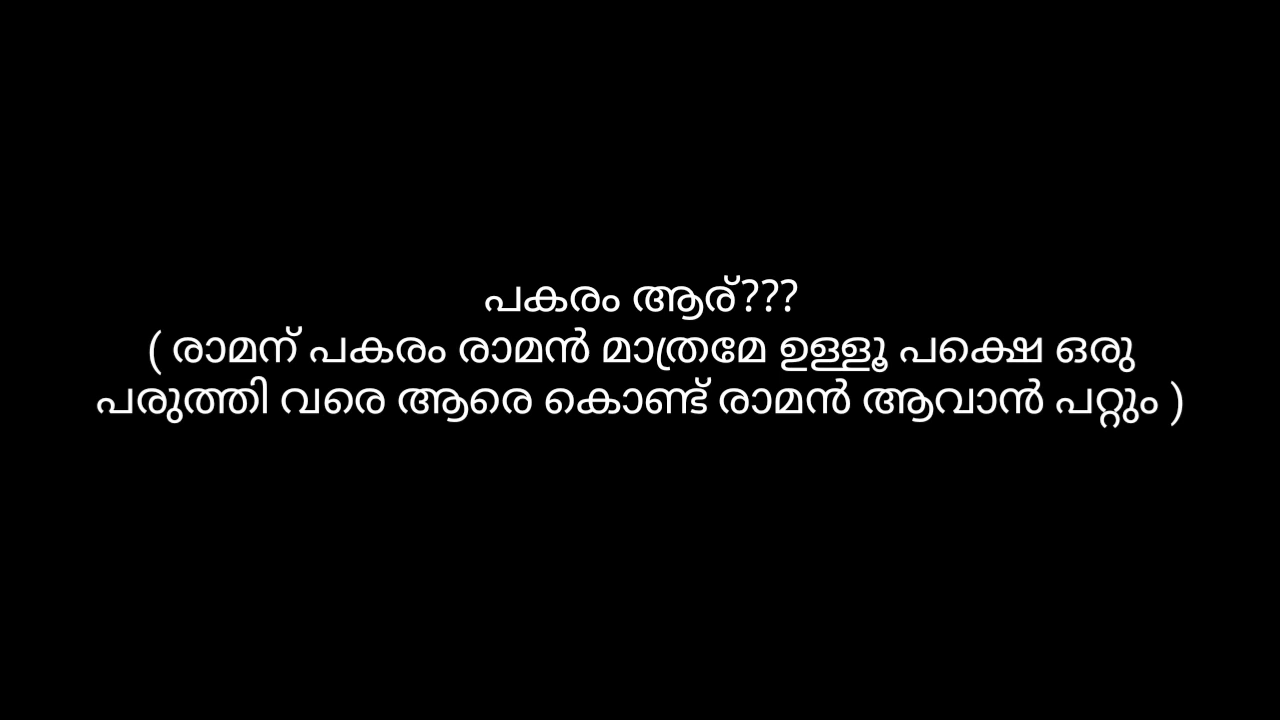 പകരം ആര്???
( രാമന് പകരം രാമൻ മാത്രമേ ഉള്ളൂ പക്ഷെ ഒരു
പരുത്തി വരെ ആരെ കൊണ്ട് രാമൻ ആവാൻ പറ്റും )